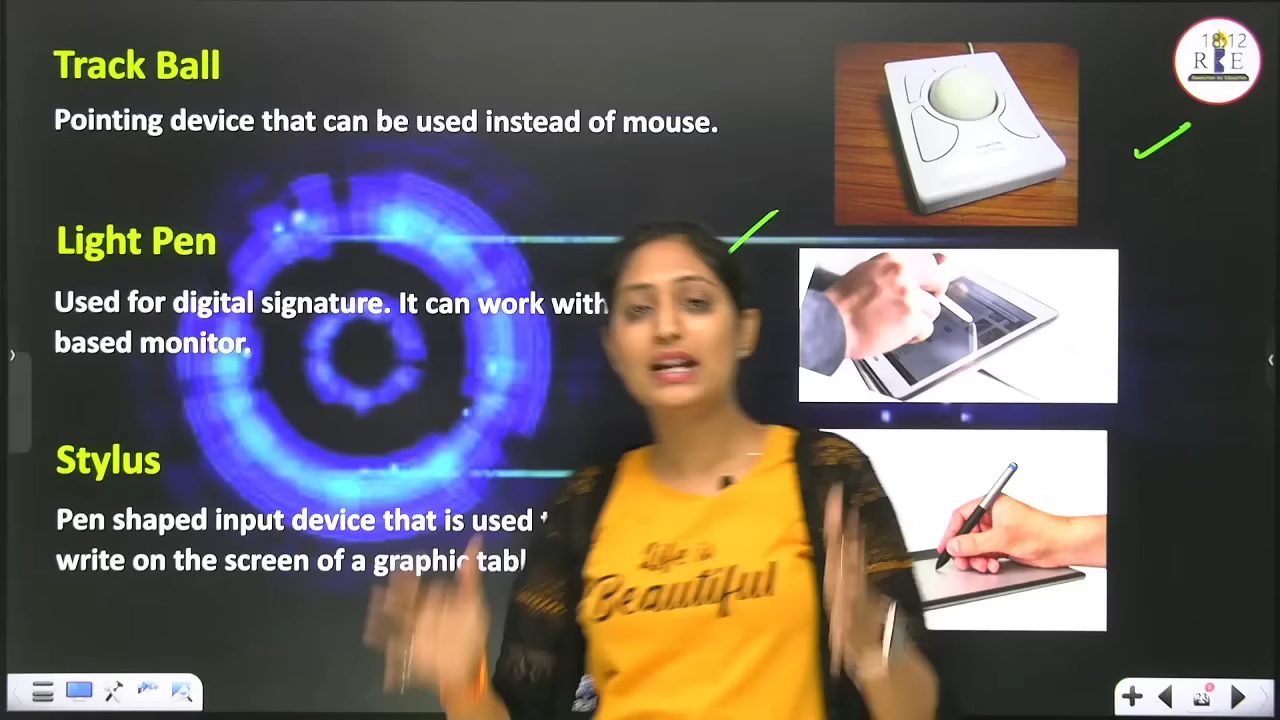 Track Ball
Pointing device that can be used instead of mouse.
Light Pen
Used for digital signature. It can work with
based monitor.
Stylus
Pen shaped input device that is used
write on the screen of a graphic
Life is
Beautiful
R E